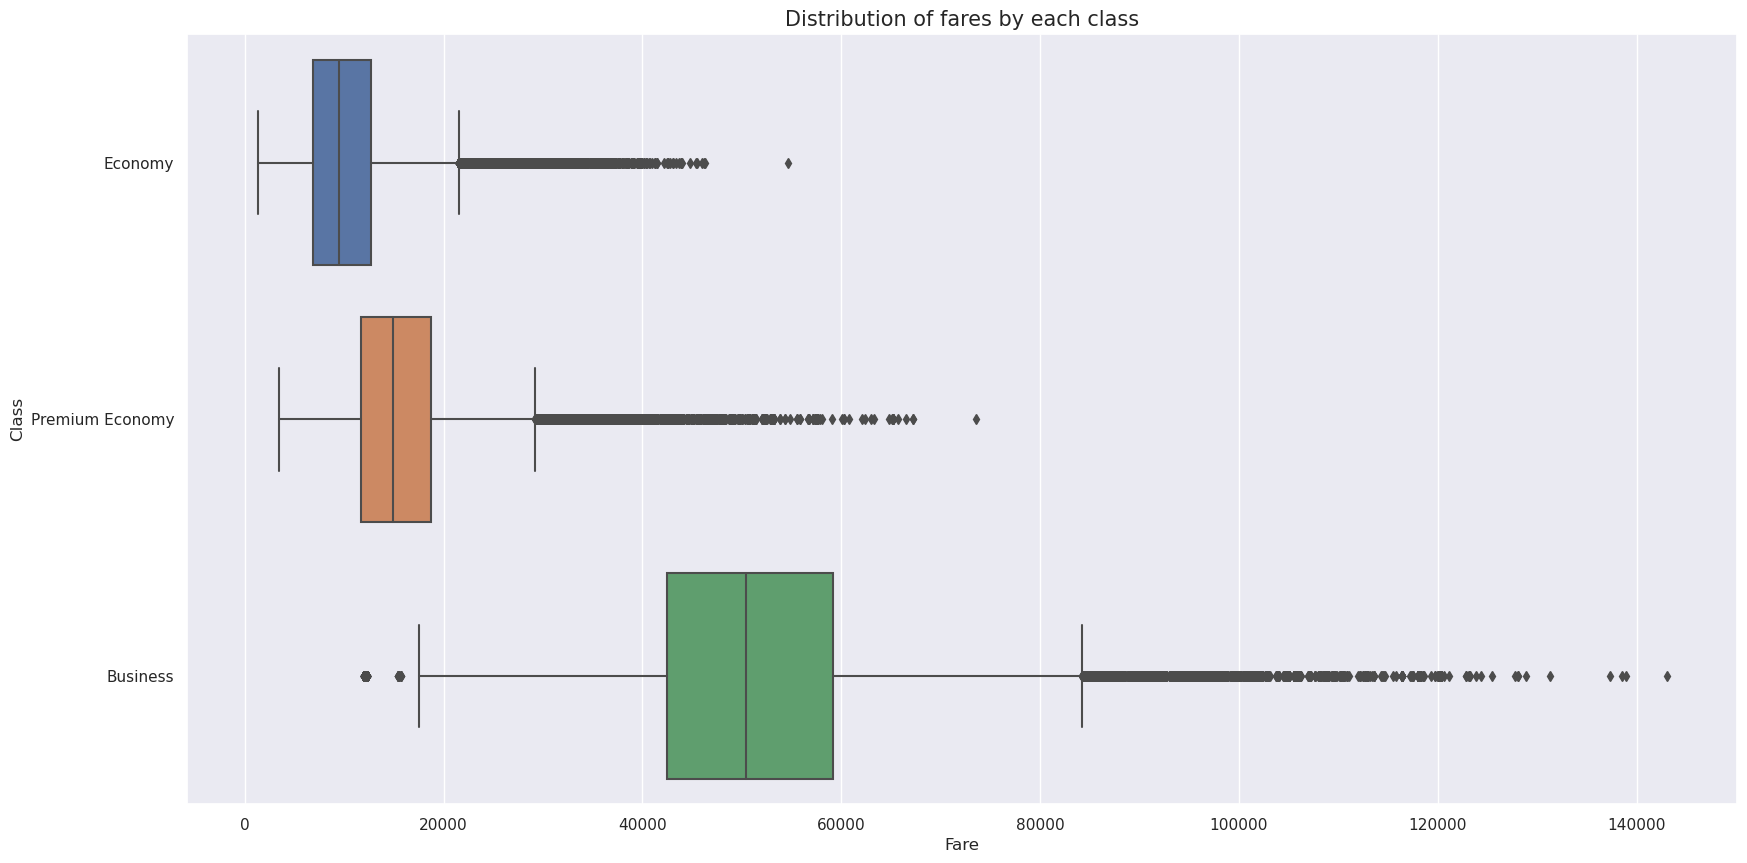 Distribution of fares by each class
Class
Economy
Premium Economy
Business
0 20000 40000 60000 80000 100000 120000 140000
Fare